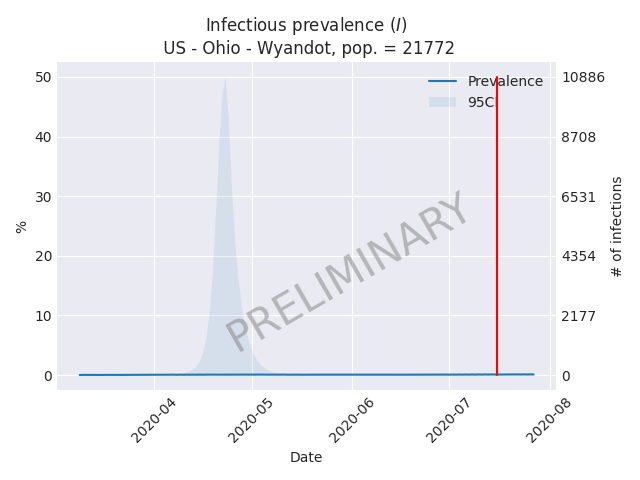 Infectious prevalence (I)
US - Ohio - Wyandot, pop. = 21772
Prevalence
95CI
50
40
30
20
10
0
%
10886
8708
6531
4354
2177
0
# of infections
PRELIMINARY
2020-04
2020-05
2020-06
2020-07
2020-08
Date